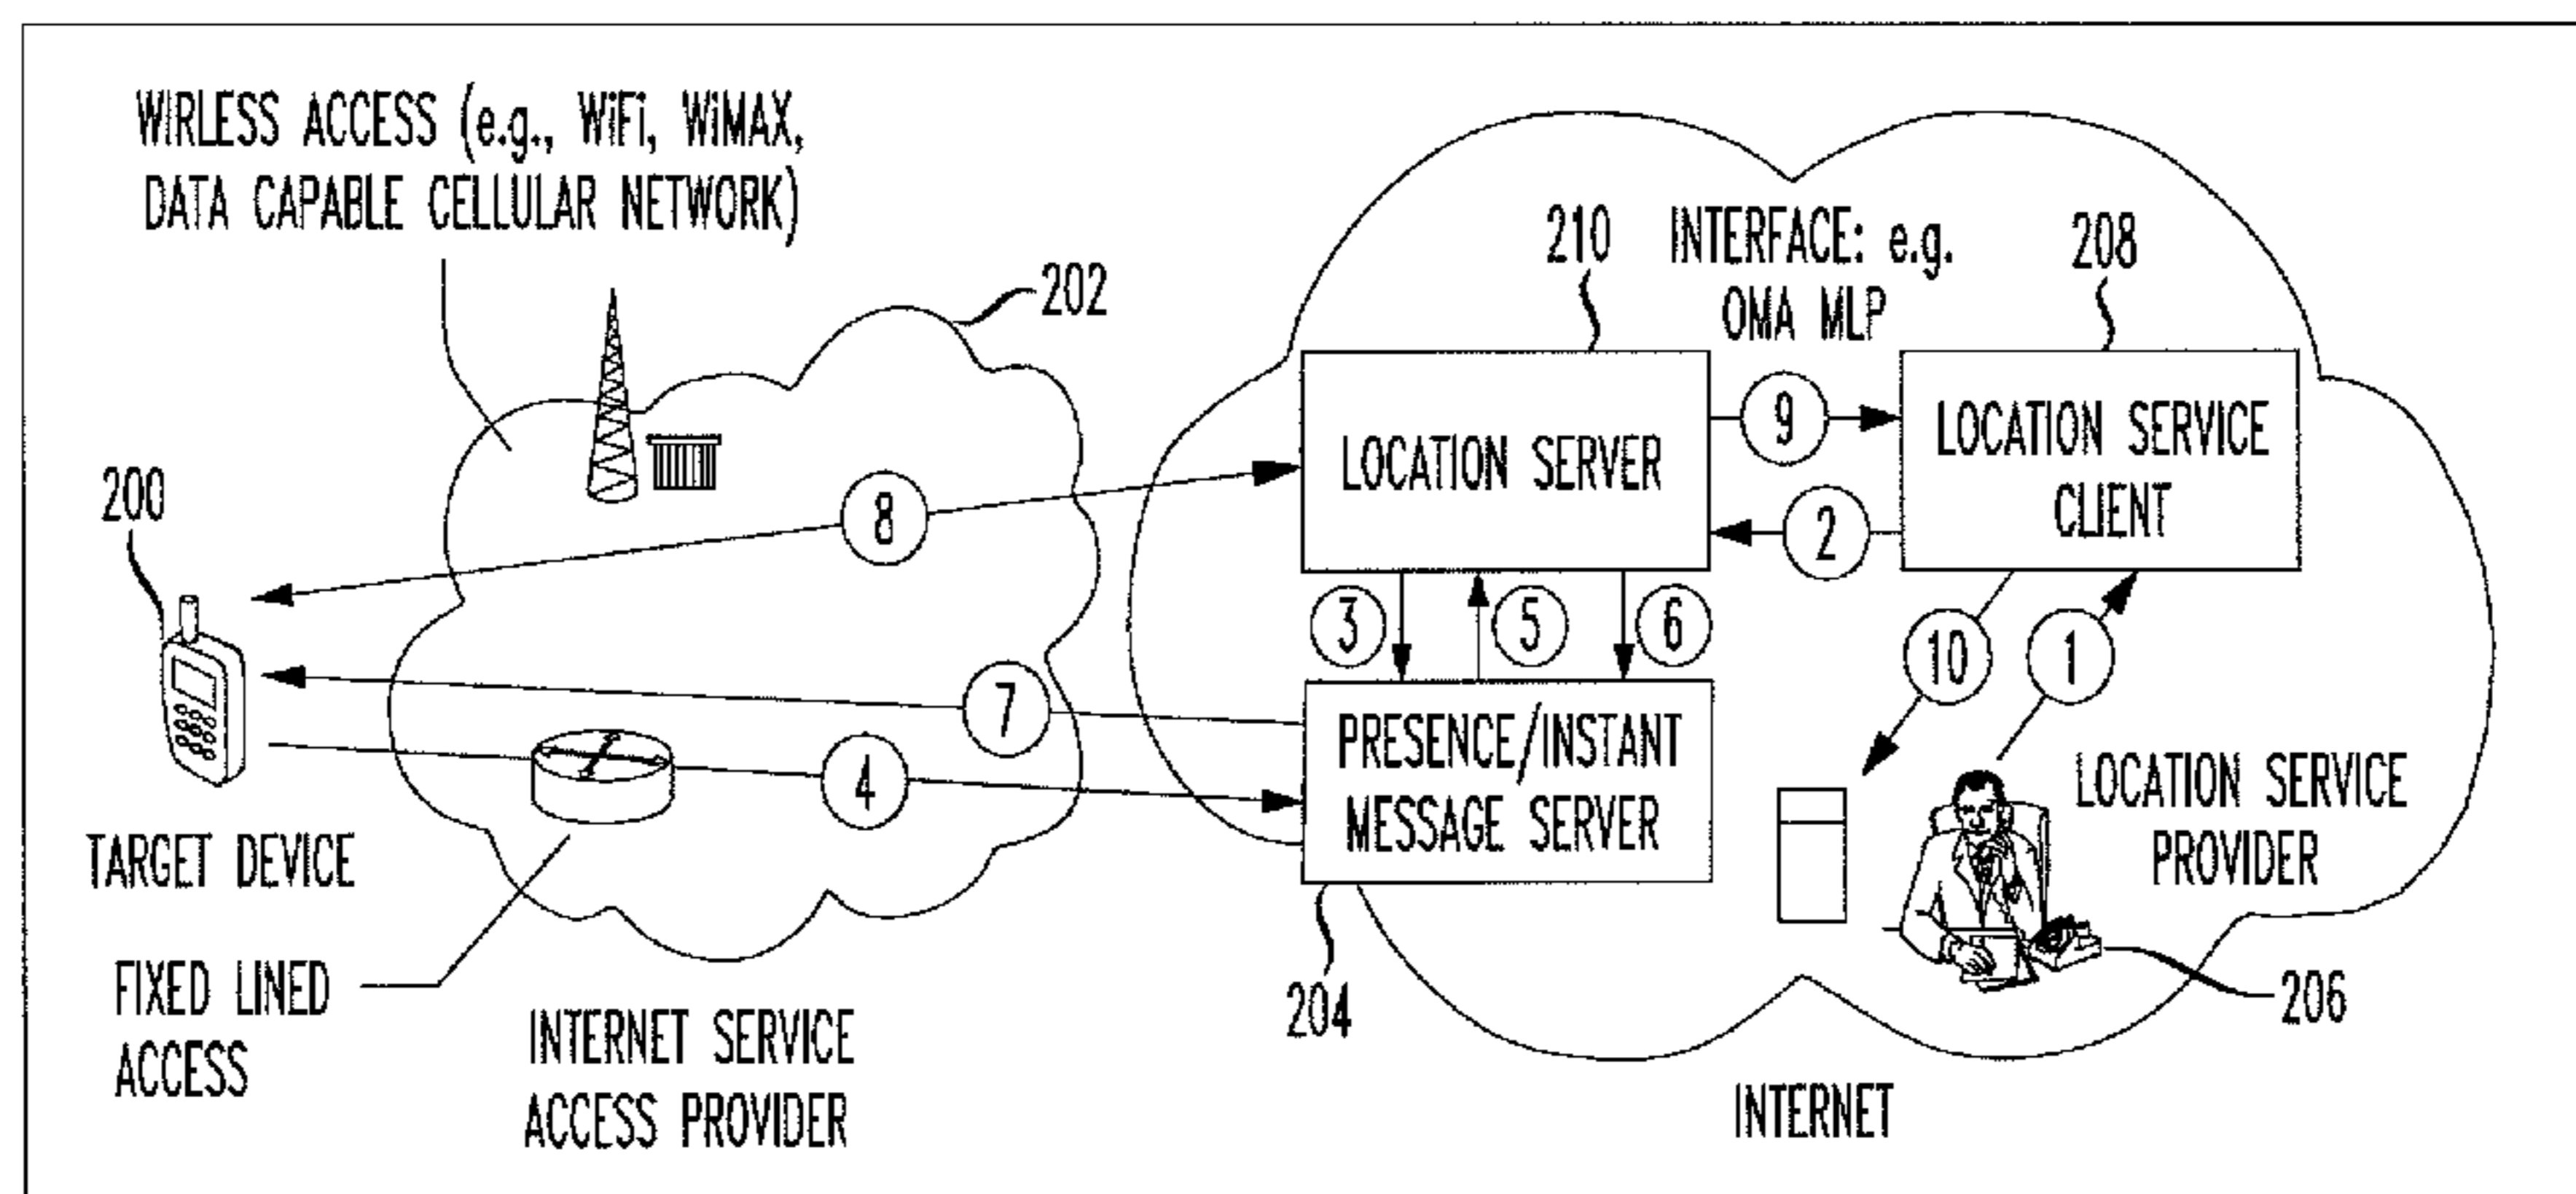 WIRLESS ACCESS (e.g., WiFi, WiMAX,
DATA CAPABLE CELLULAR NETWORK)
202
210
INTERFACE: e.g.
OMA MLP
208
200
LOCATION SERVER
9
LOCATION SERVICE
CLIENT
8
2
3
5
6
10
1
7
4
PRESENCE/INSTANT
MESSAGE SERVER
LOCATION SERVICE
PROVIDER
TARGET DEVICE
FIXED LINED
ACCESS
INTERNET SERVICE
ACCESS PROVIDER
204
206
INTERNET